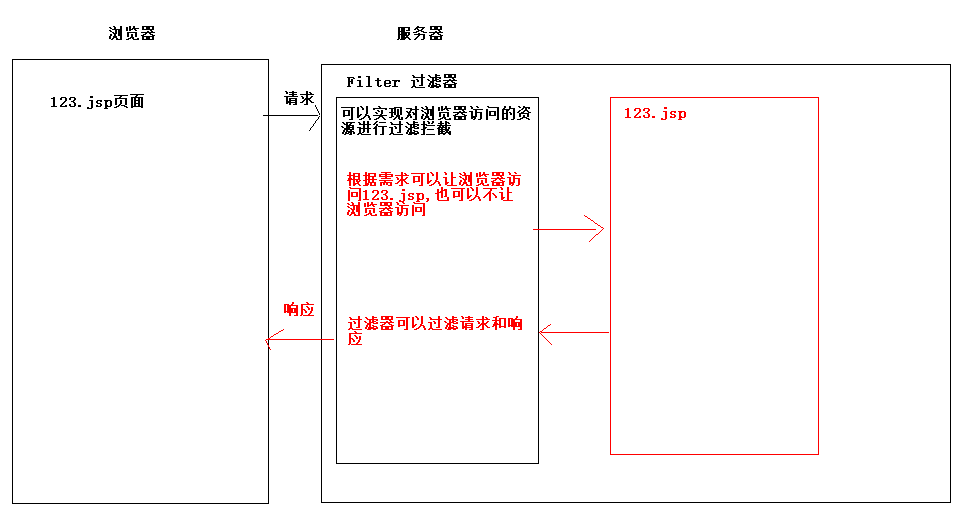 浏览器
服务器
Filter 过滤器
123.jsp页面
请求
可以实现对浏览器访问的资
源进行过滤拦截
123.jsp
根据需求可以让浏览器访
问123.jsp,也可以不让
浏览器访问
响应
过滤器可以过滤请求和响
应